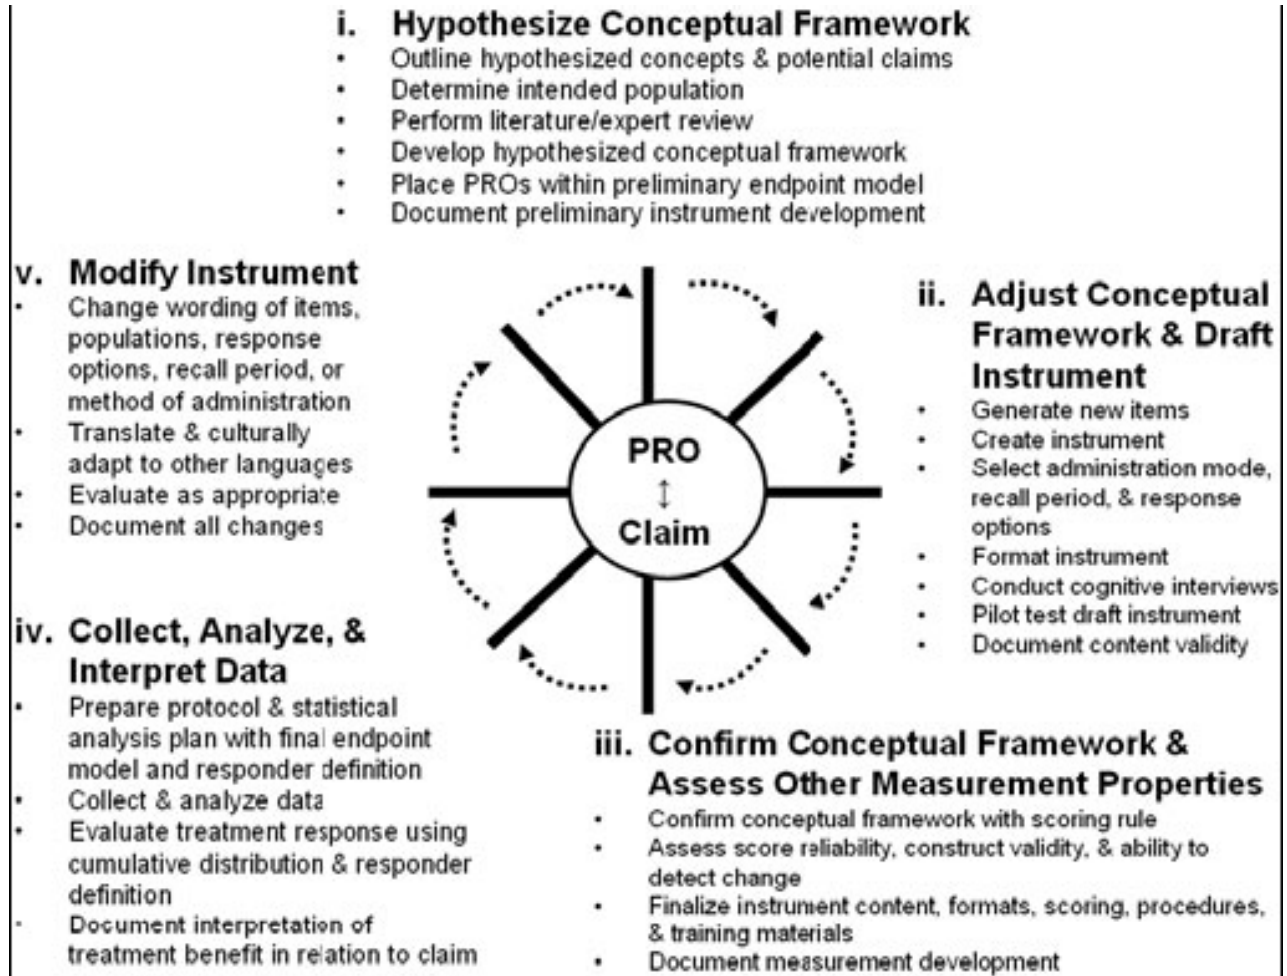 i. Hypothesize Conceptual Framework
• Outline hypothesized concepts & potential claims
• Determine intended population
• Perform literature/expert review
• Develop hypothesized conceptual framework
• Place PROs within preliminary endpoint model
• Document preliminary instrument development
ii. Adjust Conceptual
Framework & Draft
Instrument
• Generate new items
• Create instrument
• Select administration mode,
recall period, & response
options
• Format instrument
• Conduct cognitive interviews
• Pilot test draft instrument
• Document content validity
iii. Confirm Conceptual Framework &
Assess Other Measurement Properties
• Confirm conceptual framework with scoring rule
• Assess score reliability, construct validity, & ability to
detect change
• Finalize instrument content, formats, scoring, procedures,
& training materials
• Document measurement development
iv. Collect, Analyze, &
Interpret Data
• Prepare protocol & statistical
analysis plan with final endpoint
model and responder definition
• Collect & analyze data
• Evaluate treatment response using
cumulative distribution & responder
definition
• Document interpretation of
treatment benefit in relation to claim
v. Modify Instrument
• Change wording of items,
populations, response
options, recall period, or
method of administration
• Translate & culturally
adapt to other languages
• Evaluate as appropriate
• Document all changes
PRO
↕
Claim